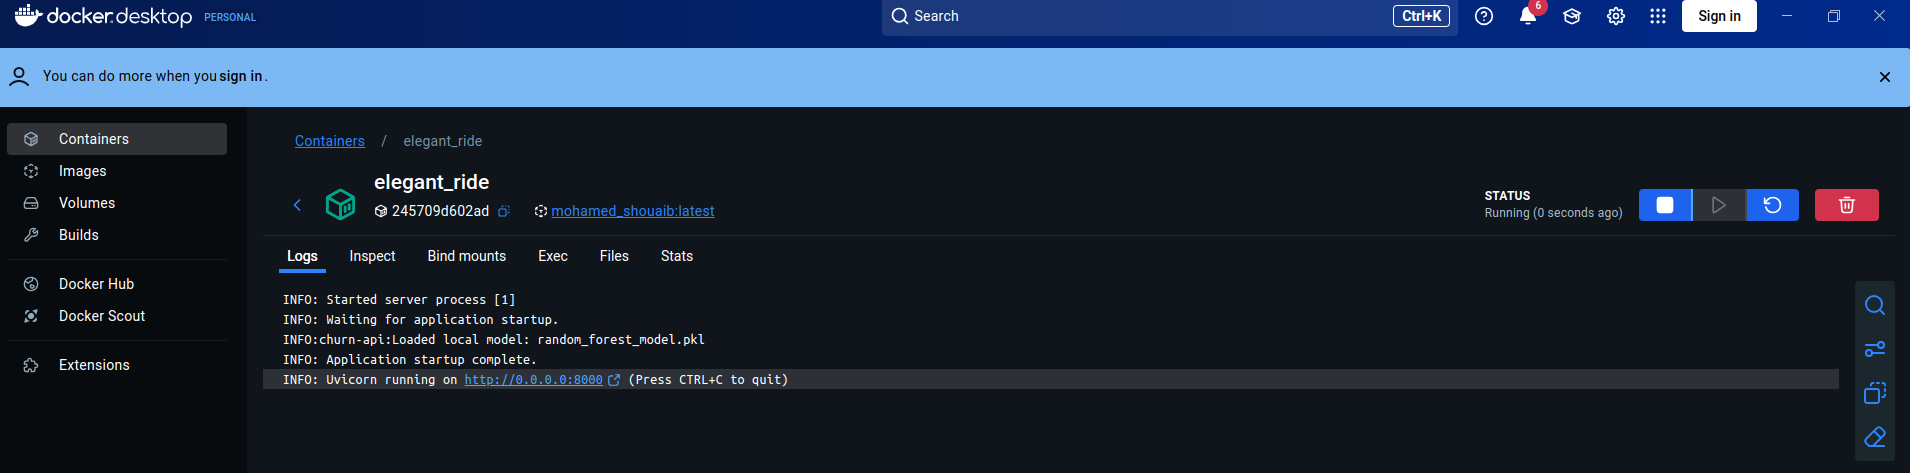 docker.desktop PERSONAL
Search Ctrl+K
6
Sign in
You can do more when you sign in.
Containers
Images
Volumes
Builds
Docker Hub
Docker Scout
Extensions
Containers / elegant_ride
elegant_ride
245709d602ad mohamed_shouaib:latest
STATUS
Running (0 seconds ago)
Logs Inspect Bind mounts Exec Files Stats
INFO: Started server process [1]
INFO: Waiting for application startup.
INFO:churn-api:Loaded local model: random_forest_model.pkl
INFO: Application startup complete.
INFO: Uvicorn running on http://0.0.0.0:8000 (Press CTRL+C to quit)